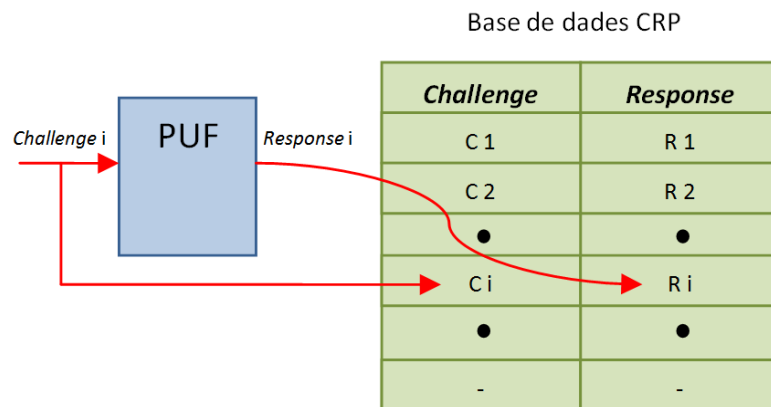 Base de dades CRP
Challenge Response
Challenge i PUF Response i
C 1 R 1
C 2 R 2
● ●
C i R i
● ●
- -